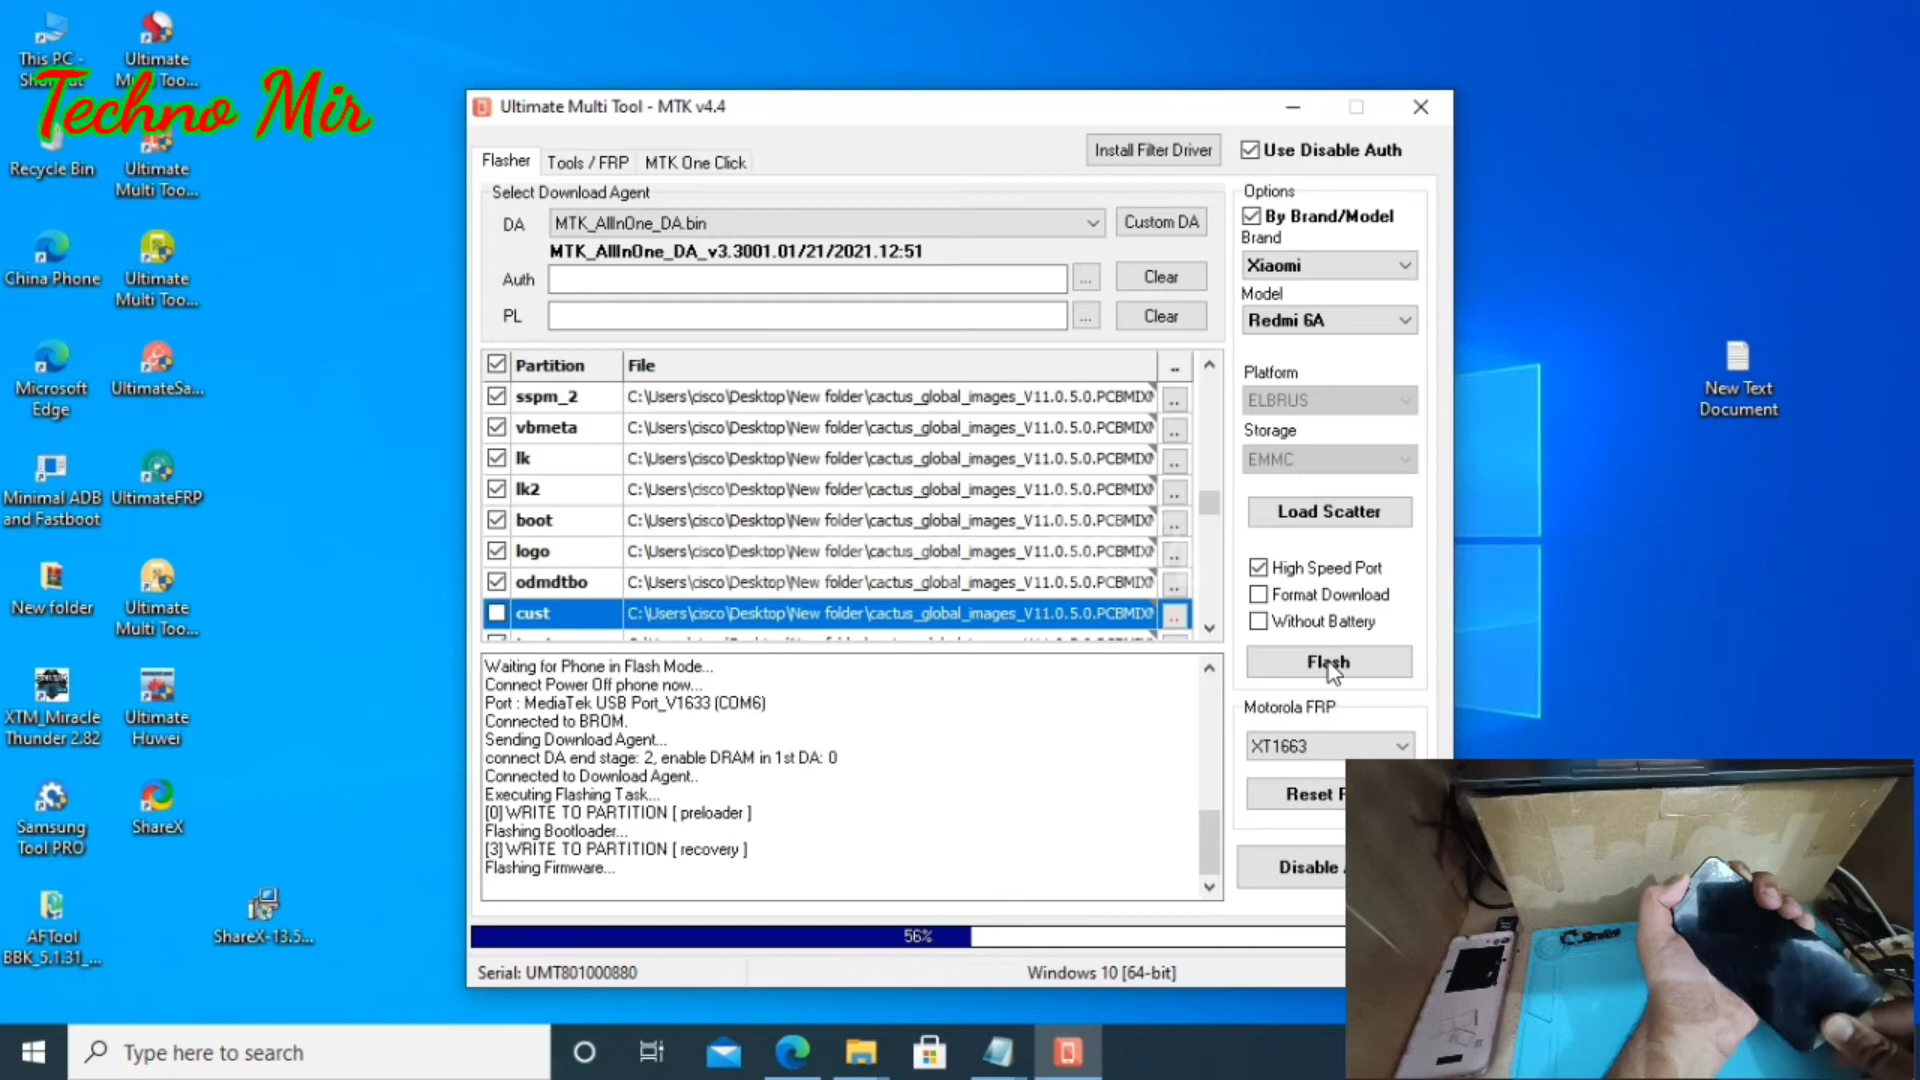 This PC -
Ultimate
Multi Too...
Techno Mir
Recycle Bin
Ultimate
Multi Too...
China Phone
Ultimate
Multi Too...
Microsoft
Edge
UltimateSa...
Minimal ADB
and Fastboot
UltimateFRP
New folder
Ultimate
Multi Too...
XTM_Miracle
Thunder 2.82
Ultimate
Huwei
Samsung
Tool PRO
ShareX
AFTool
BBK_5.1.31_...
ShareX-13.5...
New Text
Document
Ultimate Multi Tool - MTK v4.4
Flasher
Tools / FRP
MTK One Click
Install Filter Driver
Use Disable Auth
Select Download Agent
DA
MTK_AllInOne_DA.bin
Custom DA
MTK_AllInOne_DA_v3.3001.01/21/2021.12:51
Auth
...
Clear
PL
...
Clear
Partition File ..
sspm_2 C:\Users\cisco\Desktop\New folder\cactus_global_images_V11.0.5.0.PCBMIXM ..
vbmeta C:\Users\cisco\Desktop\New folder\cactus_global_images_V11.0.5.0.PCBMIXM ..
lk C:\Users\cisco\Desktop\New folder\cactus_global_images_V11.0.5.0.PCBMIXM ..
lk2 C:\Users\cisco\Desktop\New folder\cactus_global_images_V11.0.5.0.PCBMIXM ..
boot C:\Users\cisco\Desktop\New folder\cactus_global_images_V11.0.5.0.PCBMIXM ..
logo C:\Users\cisco\Desktop\New folder\cactus_global_images_V11.0.5.0.PCBMIXM ..
odmdtbo C:\Users\cisco\Desktop\New folder\cactus_global_images_V11.0.5.0.PCBMIXM ..
cust C:\Users\cisco\Desktop\New folder\cactus_global_images_V11.0.5.0.PCBMIXM ..
Waiting for Phone in Flash Mode...
Connect Power Off phone now...
Port : MediaTek USB Port_V1633 (COM6)
Connected to BROM.
Sending Download Agent...
connect DA end stage: 2, enable DRAM in 1st DA: 0
Connected to Download Agent..
Executing Flashing Task...
[0] WRITE TO PARTITION [ preloader ]
Flashing Bootloader...
[3] WRITE TO PARTITION [ recovery ]
Flashing Firmware...
56%
Serial: UMT801000880
Windows 10 [64-bit]
Options
By Brand/Model
Brand
Xiaomi
Model
Redmi 6A
Platform
ELBRUS
Storage
EMMC
Load Scatter
High Speed Port
Format Download
Without Battery
Flash
Motorola FRP
XT1663
Reset
Disable
Type here to search